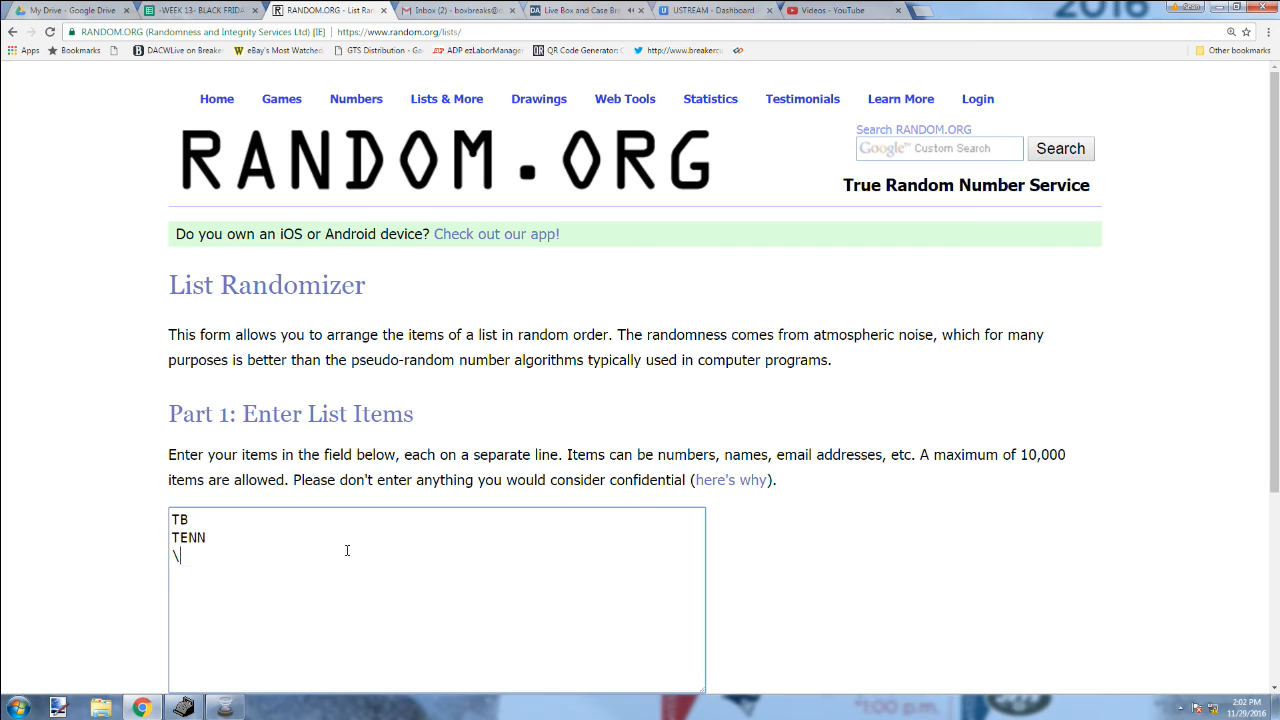 2016
My Drive - Google Drive
-WEEK 13- BLACK FRIDA
RANDOM.ORG - List Ran
Inbox (2) - boxbreaks@
Live Box and Case Br
USTREAM - Dashboard
Videos - YouTube
Sean
RANDOM.ORG (Randomness and Integrity Services Ltd) [IE]
https://www.random.org/lists/
Apps
Bookmarks
DACWLive on Breaker
eBay's Most Watched
GTS Distribution - Ga
ADP ezLaborManager
QR Code Generator:
http://www.breakercu
Other bookmarks
Home
Games
Numbers
Lists & More
Drawings
Web Tools
Statistics
Testimonials
Learn More
Login
RANDOM.ORG
Search RANDOM.ORG
Google™ Custom Search
Search
True Random Number Service
Do you own an iOS or Android device? Check out our app!
List Randomizer
This form allows you to arrange the items of a list in random order. The randomness comes from atmospheric noise, which for many
purposes is better than the pseudo-random number algorithms typically used in computer programs.
Part 1: Enter List Items
Enter your items in the field below, each on a separate line. Items can be numbers, names, email addresses, etc. A maximum of 10,000
items are allowed. Please don't enter anything you would consider confidential (here's why).
TB
TENN
\
2:02 PM
11/29/2016